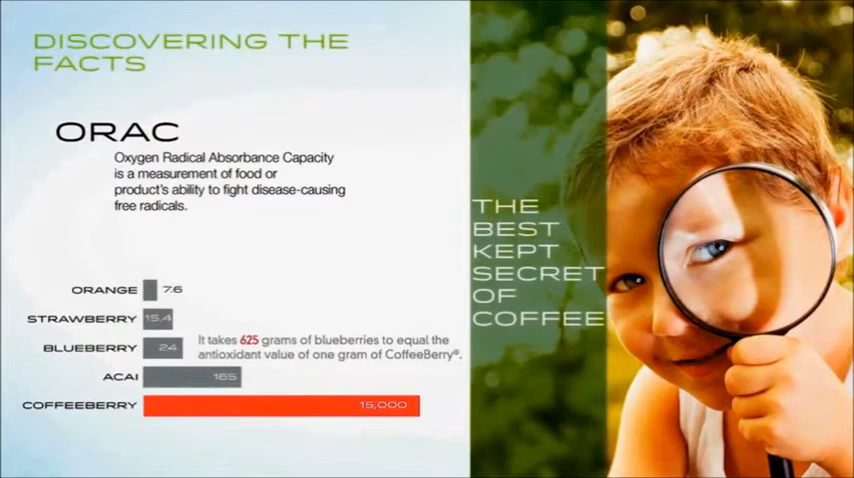 DISCOVERING THE
FACTS
ORAC
Oxygen Radical Absorbance Capacity
is a measurement of food or
product's ability to fight disease-causing
free radicals.
THE
BEST
KEPT
SECRET
OF
COFFEE
ORANGE 7.6
STRAWBERRY 15.4
BLUEBERRY 24
It takes 625 grams of blueberries to equal the
antioxidant value of one gram of CoffeeBerry®.
ACAI 165
COFFEEBERRY 15,000